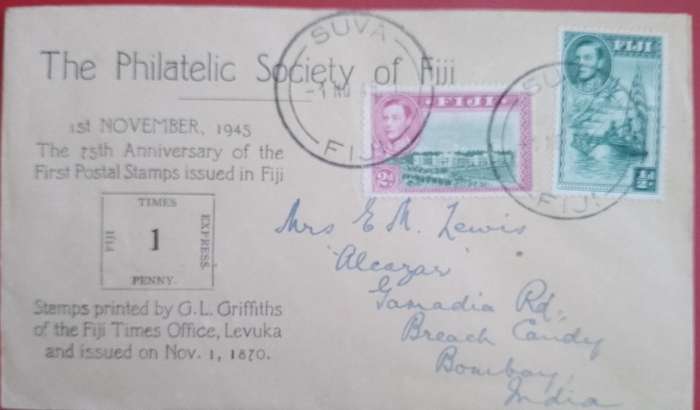 The Philatelic Society of Fiji
1st NOVEMBER, 1945
The 75th Anniversary of the
First Postal Stamps issued in Fiji
TIMES
FIJI
1
EXPRESS.
PENNY.
Stamps printed by G.L. Griffiths
of the Fiji Times Office, Levuka
and issued on Nov. 1, 1870.
SUVA
-1 NO
FIJI
FIJI
2D
SUVA
FIJI
FIJI
½D
Mrs E M. Lewis
"Alcazar"
Gamadia Rd.,
Breach Candy
Bombay,
India